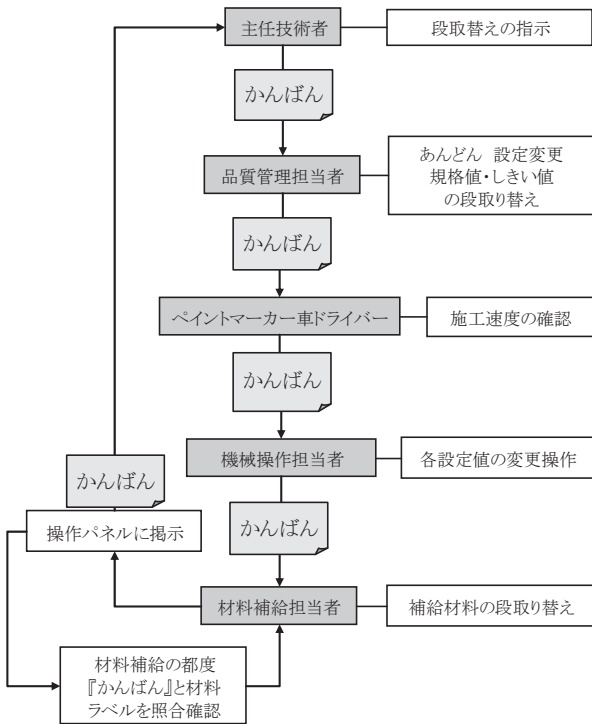 主任技術者
段取替えの指示
かんばん
品質管理担当者
あんどん 設定変更
規格値・しきい値
の段取り替え
かんばん
ペイントマーカー車ドライバー
施工速度の確認
かんばん
機械操作担当者
各設定値の変更操作
かんばん
操作パネルに掲示
かんばん
材料補給担当者
補給材料の段取り替え
材料補給の都度
『かんばん』と材料
ラベルを照合確認